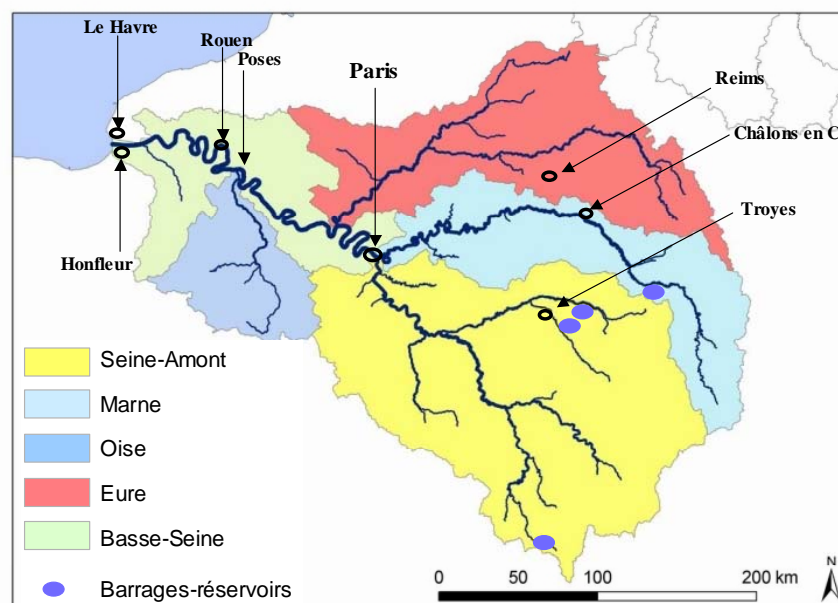 Le Havre
Rouen
Poses
Paris
Reims
Châlons en C
Troyes
Honfleur
Seine-Amont
Marne
Oise
Eure
Basse-Seine
Barrages-réservoirs
0 50 100 200 km
N